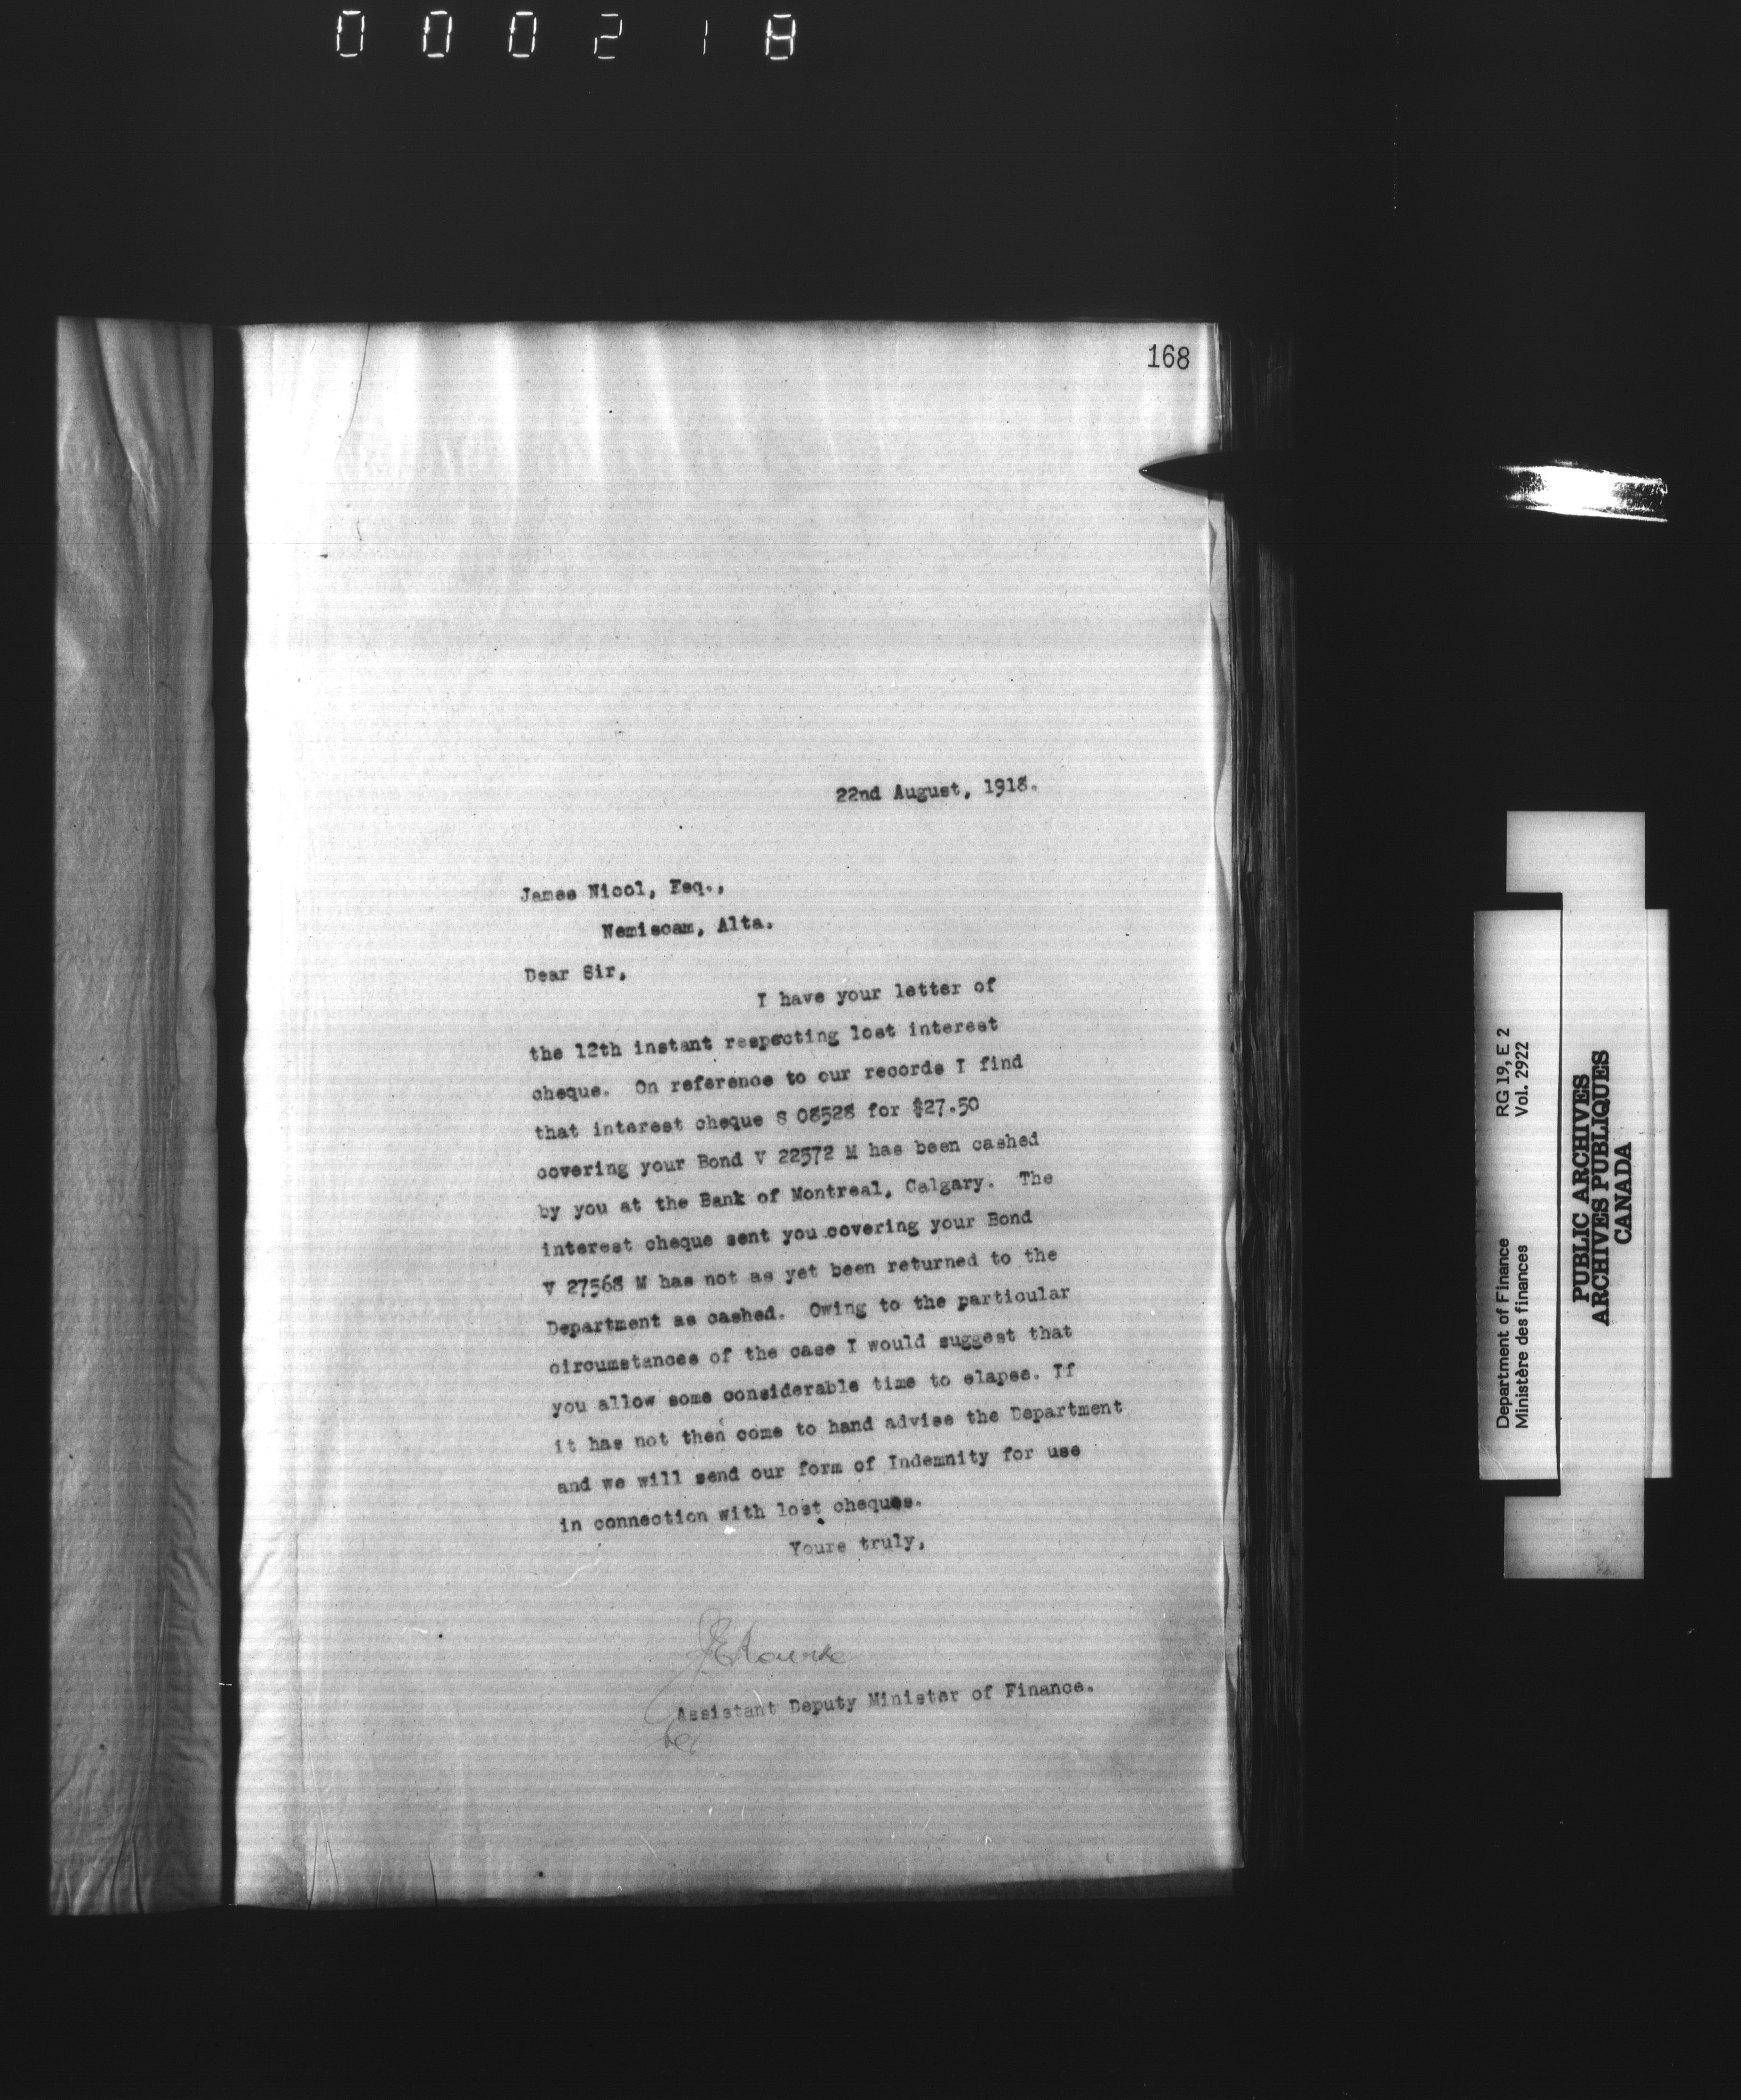 000218
168
22nd August, 1918.
James Nicol, Esq.,
Nemiscam, Alta.
Dear Sir,
I have your letter of
the 12th instant respecting lost interest
cheque. On reference to our records I find
that interest cheque S 08528 for $27.50
covering your Bond V 22572 M has been cashed
by you at the Bank of Montreal, Calgary. The
interest cheque sent you covering your Bond
V 27568 M has not as yet been returned to the
Department as cashed. Owing to the particular
circumstances of the case I would suggest that
you allow some considerable time to elapse. If
it has not then come to hand advise the Department
and we will send our form of Indemnity for use
in connection with lost cheques.
Yours truly,
Assistant Deputy Minister of Finance.
Department of Finance RG 19, E 2
Ministère des finances Vol. 2922
PUBLIC ARCHIVES
ARCHIVES PUBLIQUES
CANADA